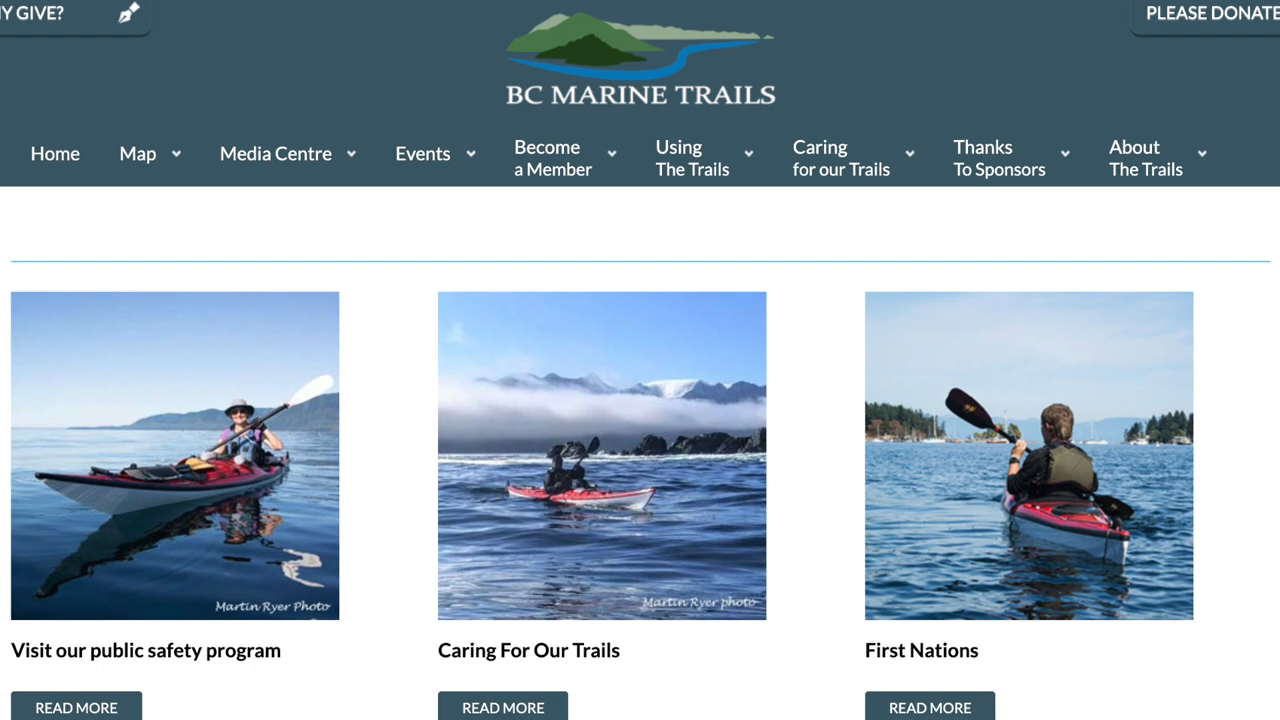 Y GIVE?
PLEASE DONATE
BC MARINE TRAILS
Home
Map
Media Centre
Events
Become
a Member
Using
The Trails
Caring
for our Trails
Thanks
To Sponsors
About
The Trails
Martin Ryer Photo
Martin Ryer photo
Visit our public safety program
Caring For Our Trails
First Nations
READ MORE
READ MORE
READ MORE